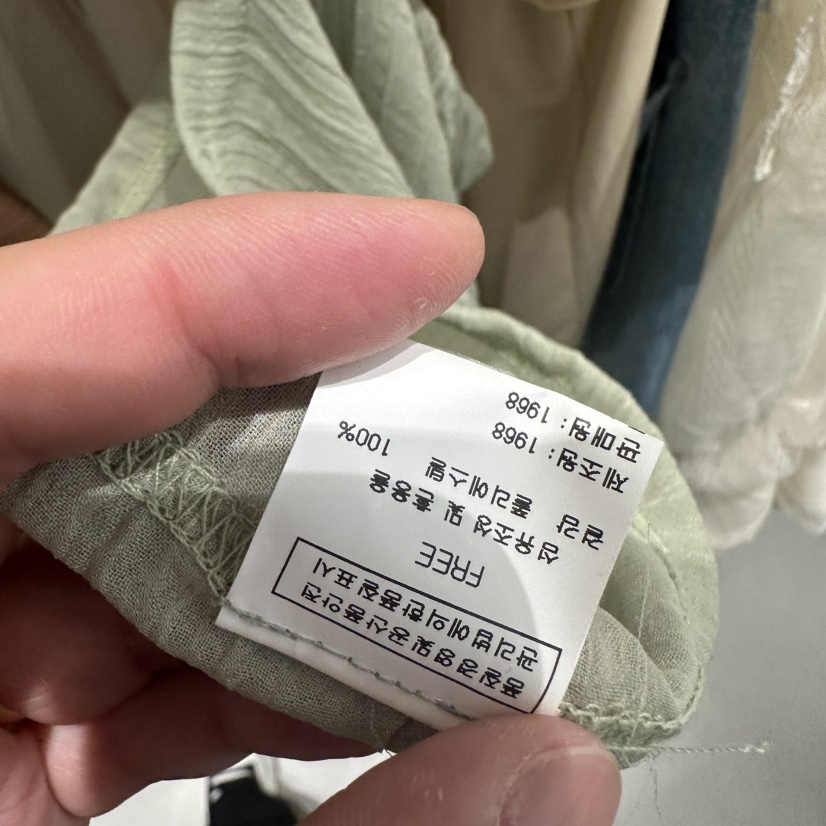 품질경영및공산품안전
관리법에의한품질표시
FREE
섬유조성 및 혼용율
겉감 폴리에스텔 100%
제조원: 1968
판매원: 1968